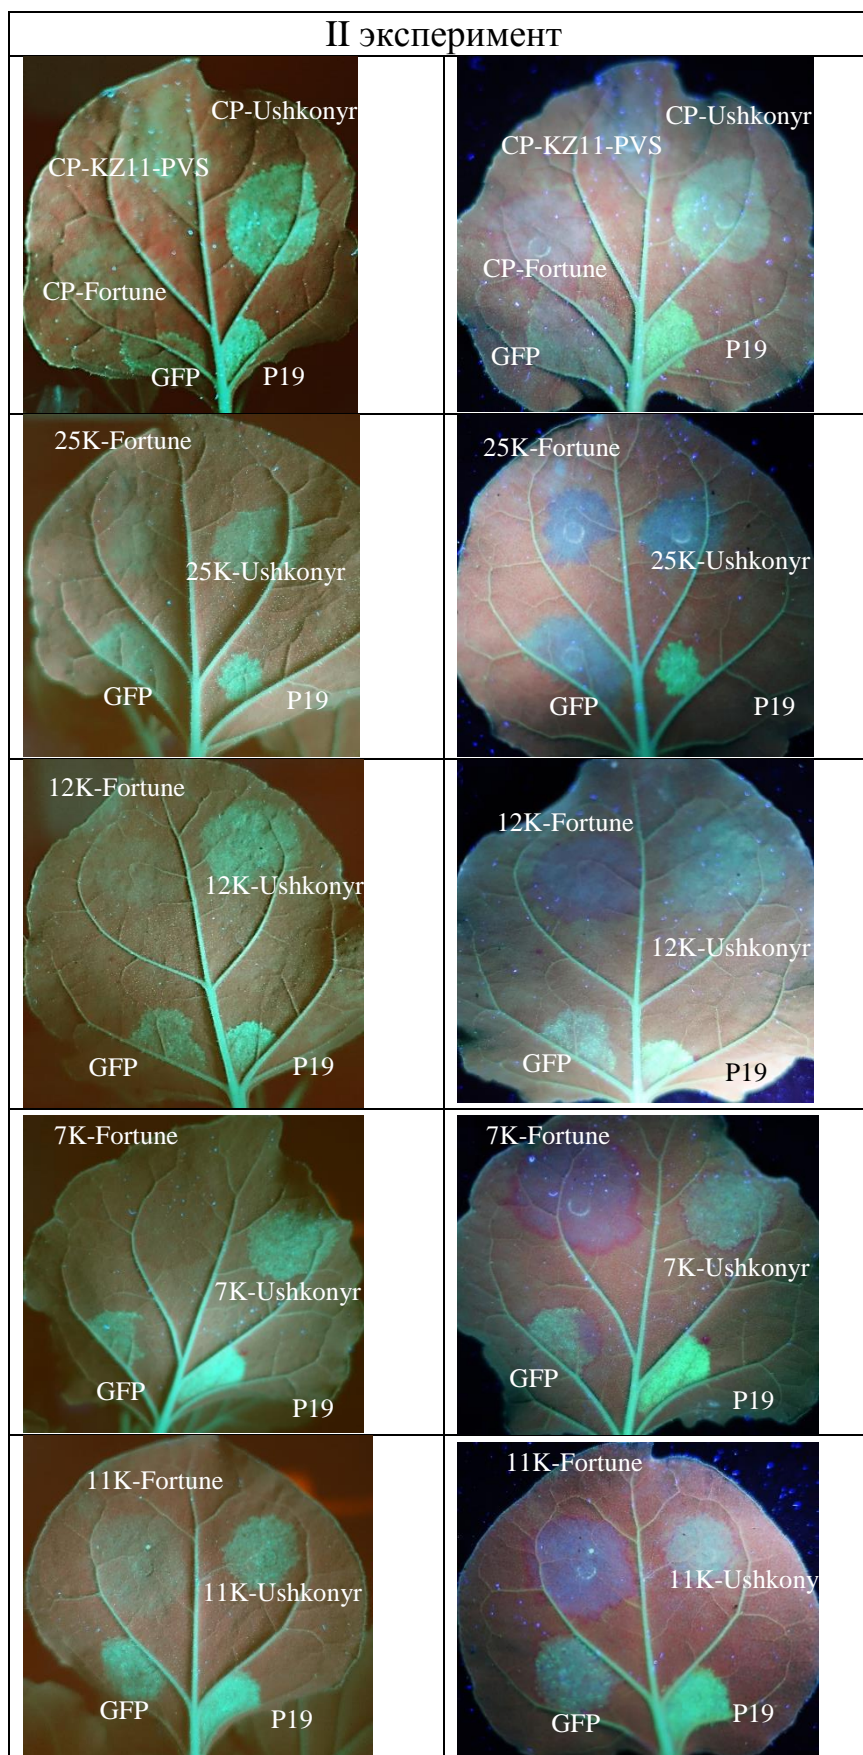 II эксперимент
CP-Ushkonyr
CP-KZ11-PVS
CP-Fortune
GFP
P19
CP-Ushkonyr
CP-KZ11-PVS
CP-Fortune
GFP
P19
25K-Fortune
25K-Ushkonyr
GFP
P19
25K-Fortune
25K-Ushkonyr
GFP
P19
12K-Fortune
12K-Ushkonyr
GFP
P19
12K-Fortune
12K-Ushkonyr
GFP
P19
7K-Fortune
7K-Ushkonyr
GFP
P19
7K-Fortune
7K-Ushkonyr
GFP
P19
11K-Fortune
11K-Ushkonyr
GFP
P19
11K-Fortune
11K-Ushkony
GFP
P19